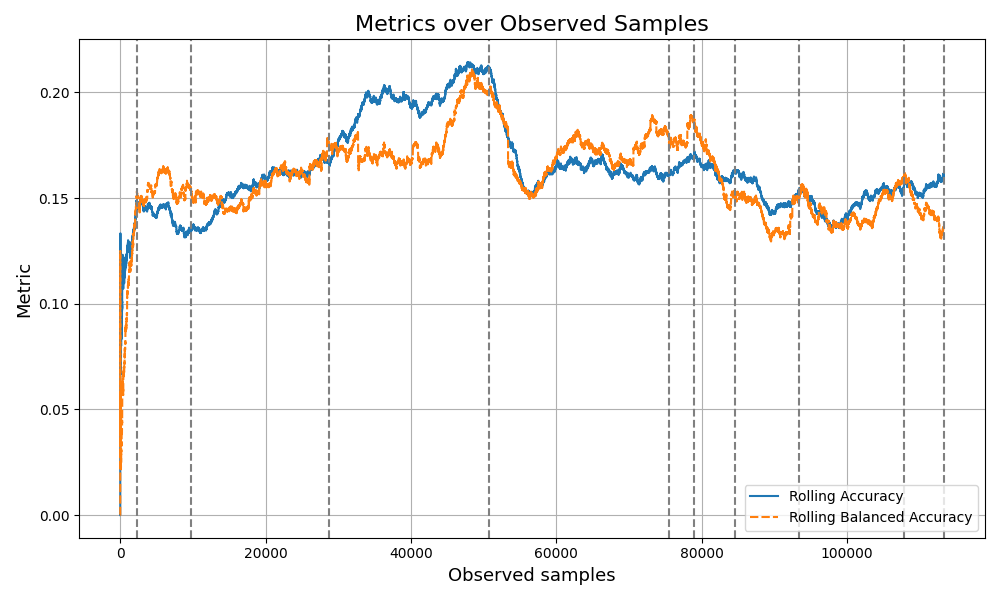 Metrics over Observed Samples
Metric
0.20
0.15
0.10
0.05
0.00
Rolling Accuracy
Rolling Balanced Accuracy
0
20000
40000
60000
80000
100000
Observed samples